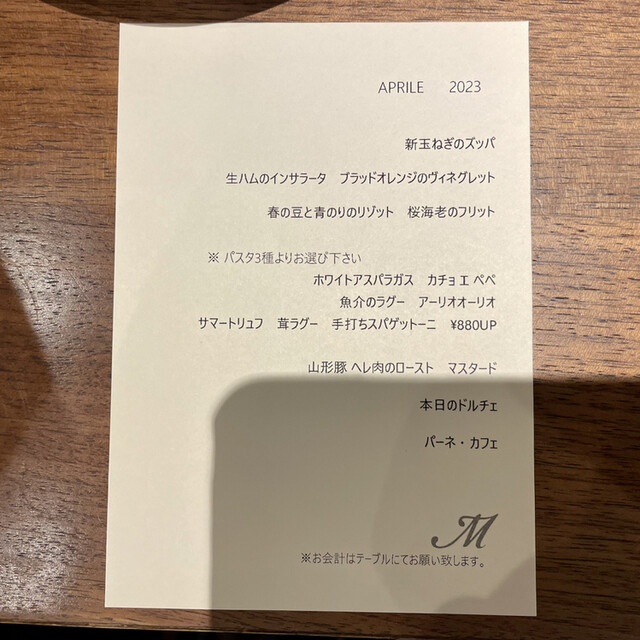 APRILE 2023
新玉ねぎのズッパ
生ハムのインサラータ ブラッドオレンジのヴィネグレット
春の豆と青のりのリゾット 桜海老のフリット
※ パスタ3種よりお選び下さい
ホワイトアスパラガス カチョ エ ペペ
魚介のラグー アーリオオーリオ
サマートリュフ 茸ラグー 手打ちスパゲットーニ ¥880UP
山形豚 ヘレ肉のロースト マスタード
本日のドルチェ
パーネ・カフェ
M
※お会計はテーブルにてお願い致します。